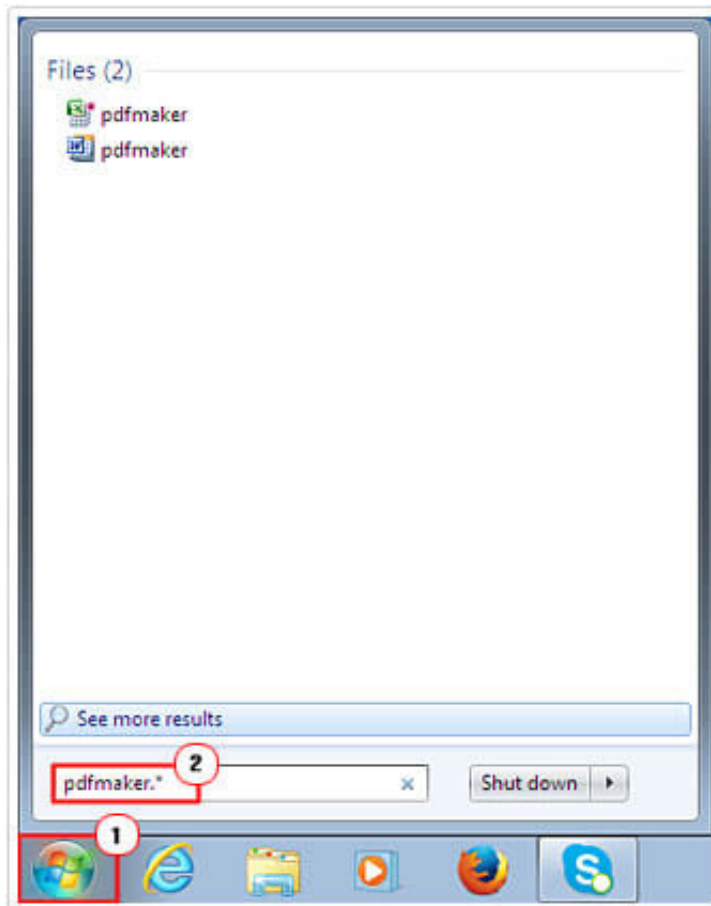 Files (2)
pdfmaker
pdfmaker
See more results
pdfmaker.*
2
Shut down
1